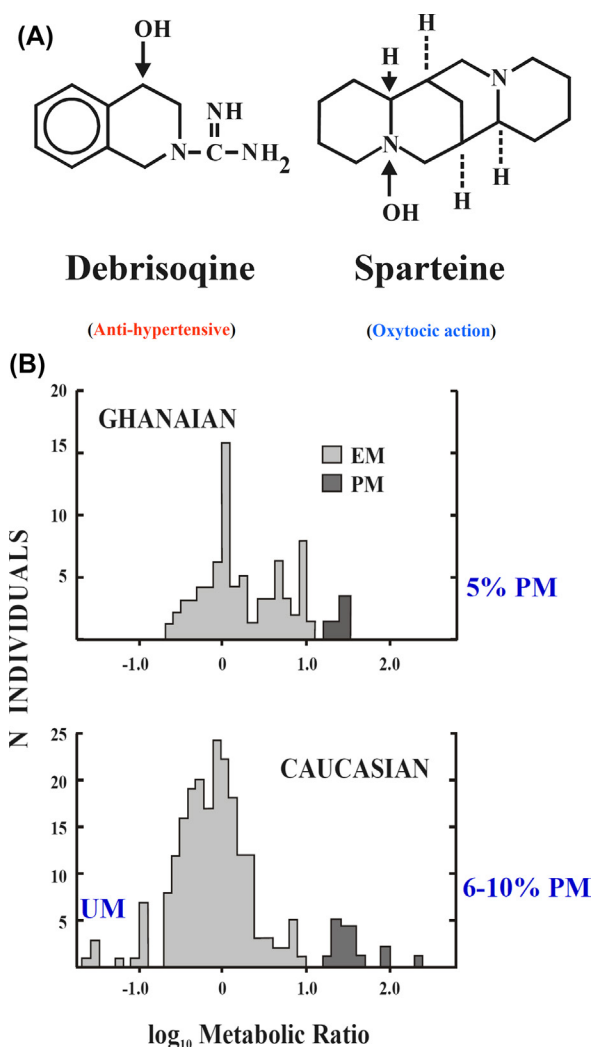 (A)
OH
NH
N
C
NH2
H
H
N
N
H
H
OH
Debrisoqine
Sparteine
(Anti-hypertensive)
(Oxytocic action)
(B)
20
GHANAIAN
15
EM
PM
10
5
5% PM
-1.0
0
1.0
2.0
N INDIVIDUALS
25
CAUCASIAN
20
15
10
6-10% PM
UM
5
-1.0
0
1.0
2.0
log10 Metabolic Ratio